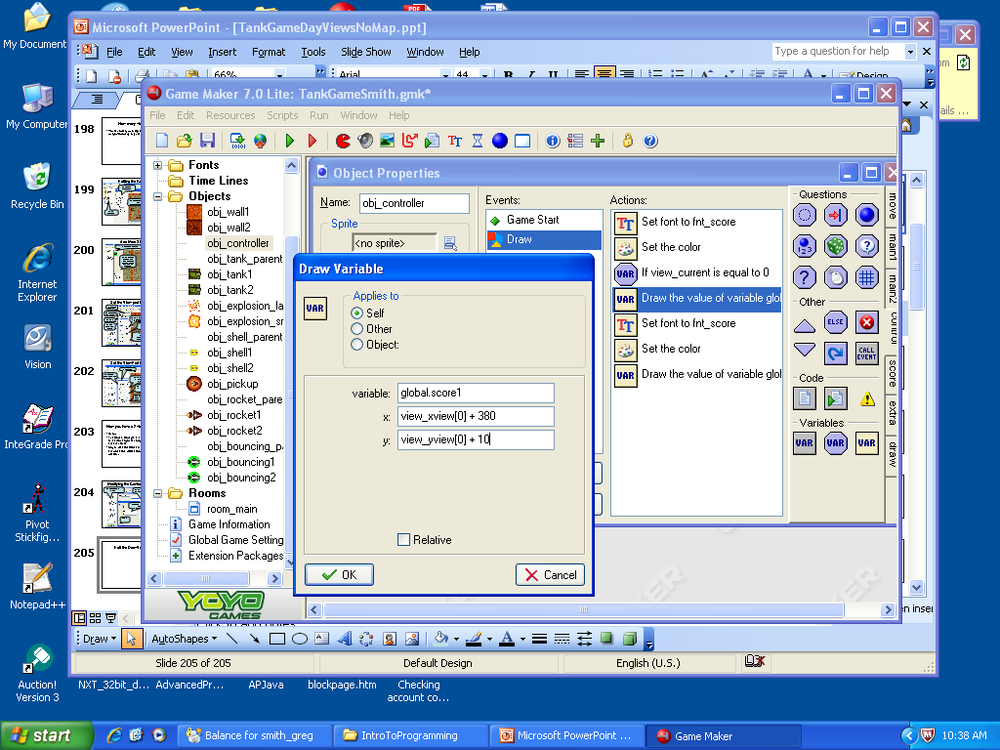 My Document
My Computer
Recycle Bin
Internet
Explorer
Vision
InteGrade Pro
Pivot
Stickfig...
Notepad++
Auction!
Version 3
NXT_32bit_d...
AdvancedPr...
APJava
blockpage.htm
Checking
account co...
Microsoft PowerPoint - [TankGameDayViewsNoMap.ppt]
File Edit View Insert Format Tools Slide Show Window Help
Type a question for help
66%
Arial
44
Design
198
199
200
201
202
203
204
205
Game Maker 7.0 Lite: TankGameSmith.gmk*
File Edit Resources Scripts Run Window Help
Fonts
Time Lines
Objects
obj_wall1
obj_wall2
obj_controller
obj_tank_parent
obj_tank1
obj_tank2
obj_explosion_la
obj_explosion_sm
obj_shell_parent
obj_shell1
obj_shell2
obj_pickup
obj_rocket_pare
obj_rocket1
obj_rocket2
obj_bouncing_pa
obj_bouncing1
obj_bouncing2
Rooms
room_main
Game Information
Global Game Setting
Extension Packages
YOYO
GAMES
Object Properties
Name: obj_controller
Sprite
<no sprite>
Events:
Game Start
Draw
Actions:
Set font to fnt_score
Set the color
If view_current is equal to 0
Draw the value of variable glol
Set font to fnt_score
Set the color
Draw the value of variable glol
Questions
Other
ELSE
CALL
EVENT
Code
Variables
VAR VAR VAR
move
main1
main2
control
score
extra
draw
Draw Variable
VAR
Applies to
Self
Other
Object:
variable: global.score1
x: view_xview[0] + 380
y: view_yview[0] + 10
Relative
OK Cancel
Draw AutoShapes
Slide 205 of 205 Default Design English (U.S.)
start
Balance for smith_greg
IntroToProgramming
Microsoft PowerPoint ...
Game Maker
10:38 AM